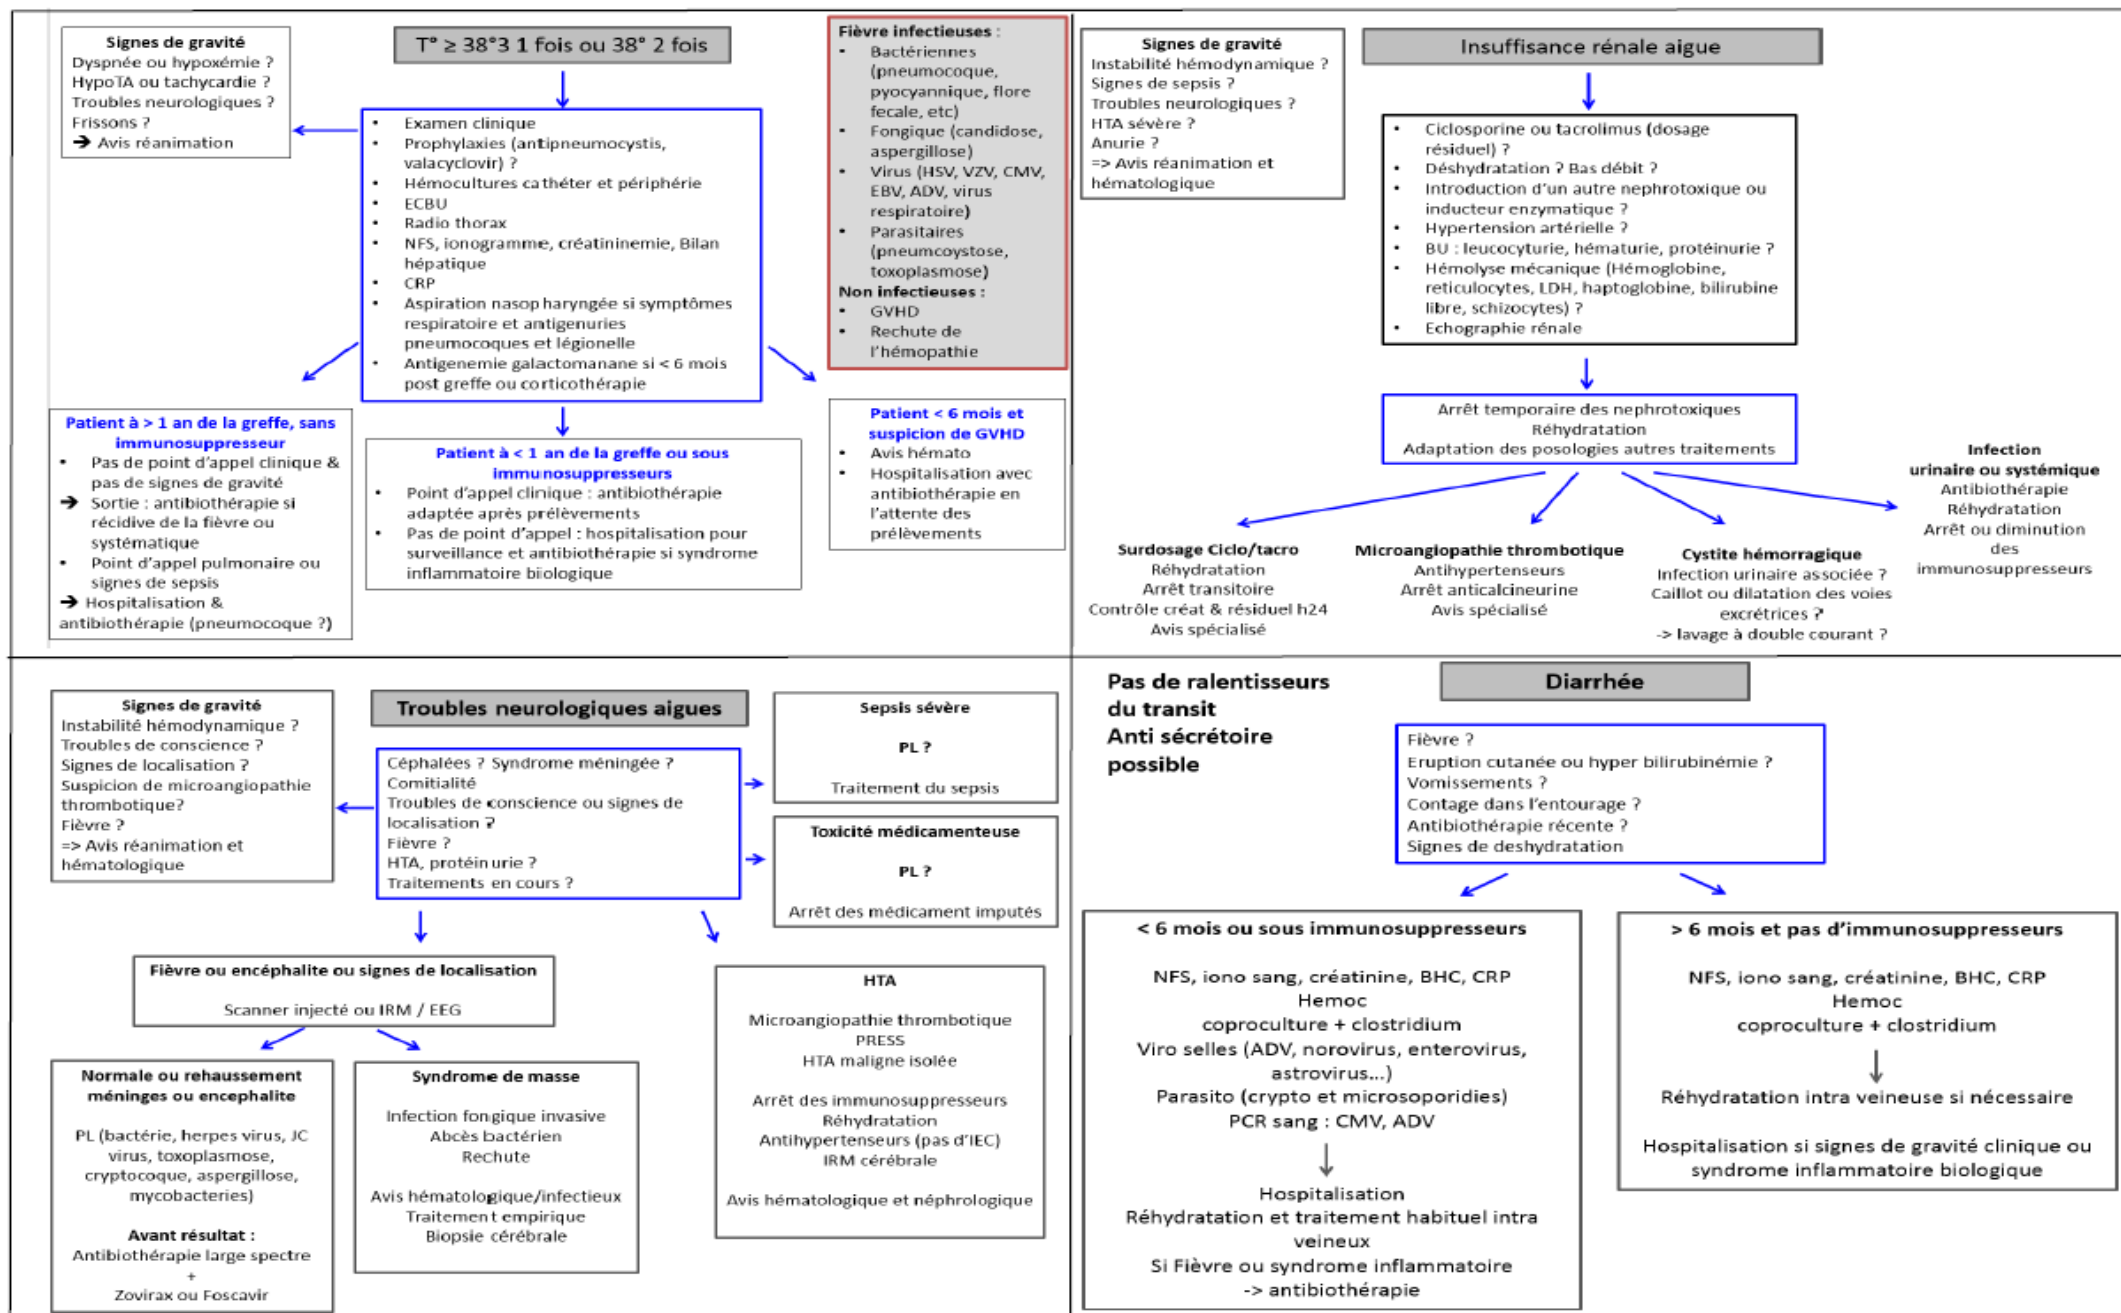 Signes de gravité
Dyspnée ou hypoxémie ?
HypoTA ou tachycardie ?
Troubles neurologiques ?
Frissons ?
➔ Avis réanimation
T° ≥ 38°3 1 fois ou 38° 2 fois
• Examen clinique
• Prophylaxies (antipneumocystis,
valacyclovir) ?
• Hémocultures cathéter et périphérie
• ECBU
• Radio thorax
• NFS, ionogramme, créatininemie, Bilan
hépatique
• CRP
• Aspiration nasopharyngée si symptômes
respiratoire et antigenuries
pneumocoques et légionelle
• Antigenemie galactomanane si < 6 mois
post greffe ou corticothérapie
Fièvre infectieuses :
• Bactériennes
(pneumocoque,
pyocyannique, flore
fecale, etc)
• Fongique (candidose,
aspergillose)
• Virus (HSV, VZV, CMV,
EBV, ADV, virus
respiratoire)
• Parasitaires
(pneumcoystose,
toxoplasmose)
Non infectieuses :
• GVHD
• Rechute de
l'hémopathie
Patient à > 1 an de la greffe, sans
immunosuppresseur
• Pas de point d'appel clinique &
pas de signes de gravité
➔ Sortie : antibiothérapie si
récidive de la fièvre ou
systématique
• Point d'appel pulmonaire ou
signes de sepsis
➔ Hospitalisation &
antibiothérapie (pneumocoque ?)
Patient à < 1 an de la greffe ou sous
immunosuppresseurs
• Point d'appel clinique : antibiothérapie
adaptée après prélèvements
• Pas de point d'appel : hospitalisation pour
surveillance et antibiothérapie si syndrome
inflammatoire biologique
Patient < 6 mois et
suspicion de GVHD
• Avis hémato
• Hospitalisation avec
antibiothérapie en
l'attente des
prélèvements
Signes de gravité
Instabilité hémodynamique ?
Signes de sepsis ?
Troubles neurologiques ?
HTA sévère ?
Anurie ?
=> Avis réanimation et
hématologique
Insuffisance rénale aigue
• Ciclosporine ou tacrolimus (dosage
résiduel) ?
• Déshydratation ? Bas débit ?
• Introduction d'un autre nephrotoxique ou
inducteur enzymatique ?
• Hypertension artérielle ?
• BU : leucocyturie, hématurie, protéinurie ?
• Hémolyse mécanique (Hémoglobine,
reticulocytes, LDH, haptoglobine, bilirubine
libre, schizocytes) ?
• Echographie rénale
Arrêt temporaire des nephrotoxiques
Réhydratation
Adaptation des posologies autres traitements
Surdosage Ciclo/tacro
Réhydratation
Arrêt transitoire
Contrôle créat & résiduel h24
Avis spécialisé
Microangiopathie thrombotique
Antihypertenseurs
Arrêt anticalcineurine
Avis spécialisé
Cystite hémorragique
Infection urinaire associée ?
Caillot ou dilatation des voies
excrétrices ?
-> lavage à double courant ?
Infection
urinaire ou systémique
Antibiothérapie
Réhydratation
Arrêt ou diminution
des
immunosuppresseurs
Signes de gravité
Instabilité hémodynamique ?
Troubles de conscience ?
Signes de localisation ?
Suspicion de microangiopathie
thrombotique?
Fièvre ?
=> Avis réanimation et
hématologique
Troubles neurologiques aigues
Céphalées ? Syndrome méningée ?
Comitialité
Troubles de conscience ou signes de
localisation ?
Fièvre ?
HTA, protéinurie ?
Traitements en cours ?
Sepsis sévère
PL ?
Traitement du sepsis
Toxicité médicamenteuse
PL ?
Arrêt des médicament imputés
Fièvre ou encéphalite ou signes de localisation
Scanner injecté ou IRM / EEG
Normale ou rehaussement
méninges ou encephalite
PL (bactérie, herpes virus, JC
virus, toxoplasmose,
cryptocoque, aspergillose,
mycobacteries)
Avant résultat :
Antibiothérapie large spectre
+
Zovirax ou Foscavir
Syndrome de masse
Infection fongique invasive
Abcès bactérien
Rechute
Avis hématologique/infectieux
Traitement empirique
Biopsie cérébrale
HTA
Microangiopathie thrombotique
PRESS
HTA maligne isolée
Arrêt des immunosuppresseurs
Réhydratation
Antihypertenseurs (pas d'IEC)
IRM cérébrale
Avis hématologique et néphrologique
Pas de ralentisseurs
du transit
Anti sécrétoire
possible
Diarrhée
Fièvre ?
Eruption cutanée ou hyper bilirubinémie ?
Vomissements ?
Contage dans l'entourage ?
Antibiothérapie récente ?
Signes de deshydratation
< 6 mois ou sous immunosuppresseurs
NFS, iono sang, créatinine, BHC, CRP
Hemoc
coproculture + clostridium
Viro selles (ADV, norovirus, enterovirus,
astrovirus...)
Parasito (crypto et microsoporidies)
PCR sang : CMV, ADV
Hospitalisation
Réhydratation et traitement habituel intra
veineux
Si Fièvre ou syndrome inflammatoire
-> antibiothérapie
> 6 mois et pas d'immunosuppresseurs
NFS, iono sang, créatinine, BHC, CRP
Hemoc
coproculture + clostridium
Réhydratation intra veineuse si nécessaire
Hospitalisation si signes de gravité clinique ou
syndrome inflammatoire biologique